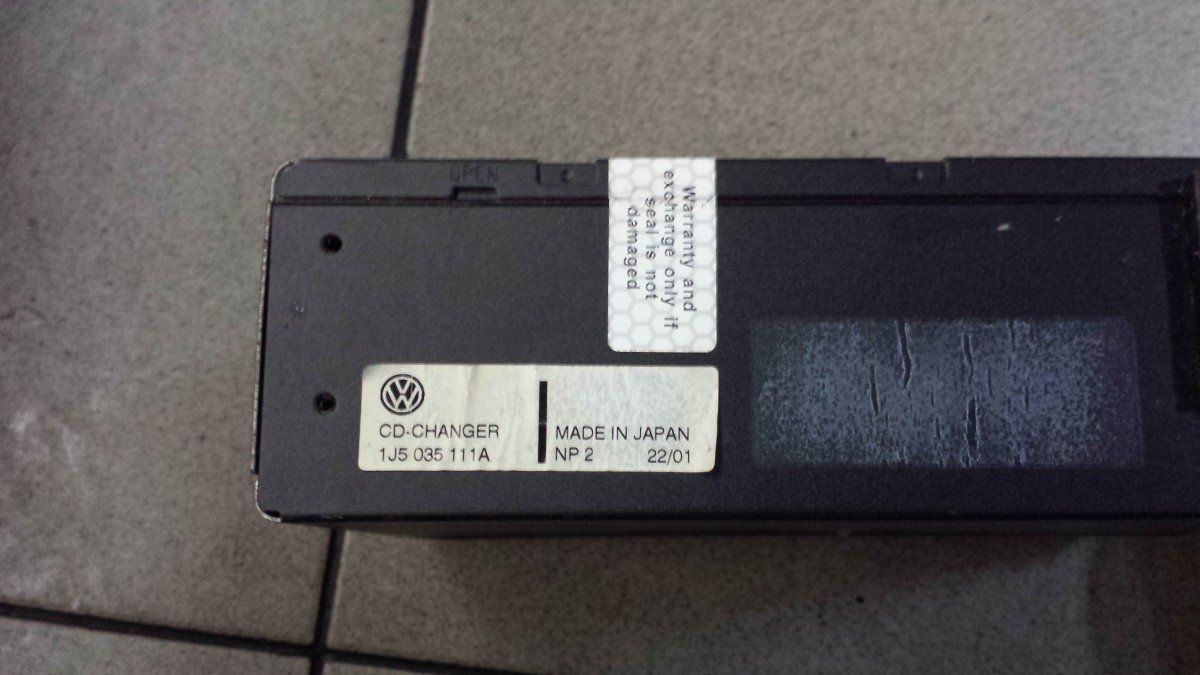 OPEN
Warranty and
exchange only if
seal is not
damaged
VW
CD-CHANGER
1J5 035 111A
MADE IN JAPAN
NP 2 22/01